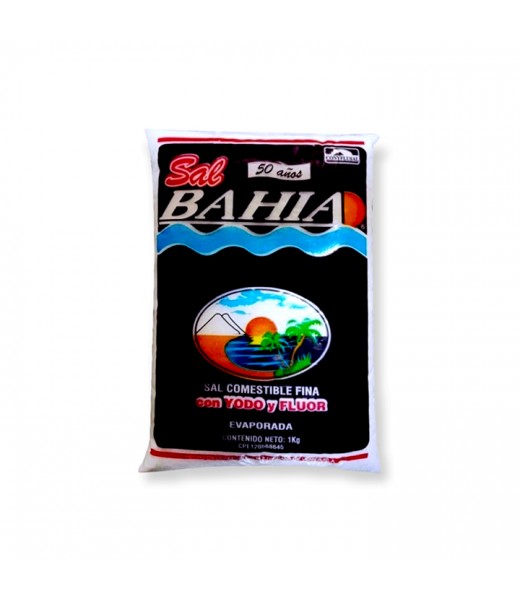 Sal
50 años
BAHIA
SAL COMESTIBLE FINA
con YODO y FLUOR
EVAPORADA
CONTENIDO NETO: 1Kg